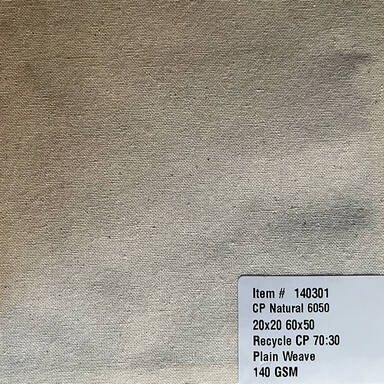 Item # 140301
CP Natural 6050
20x20 60x50
Recycle CP 70:30
Plain Weave
140 GSM